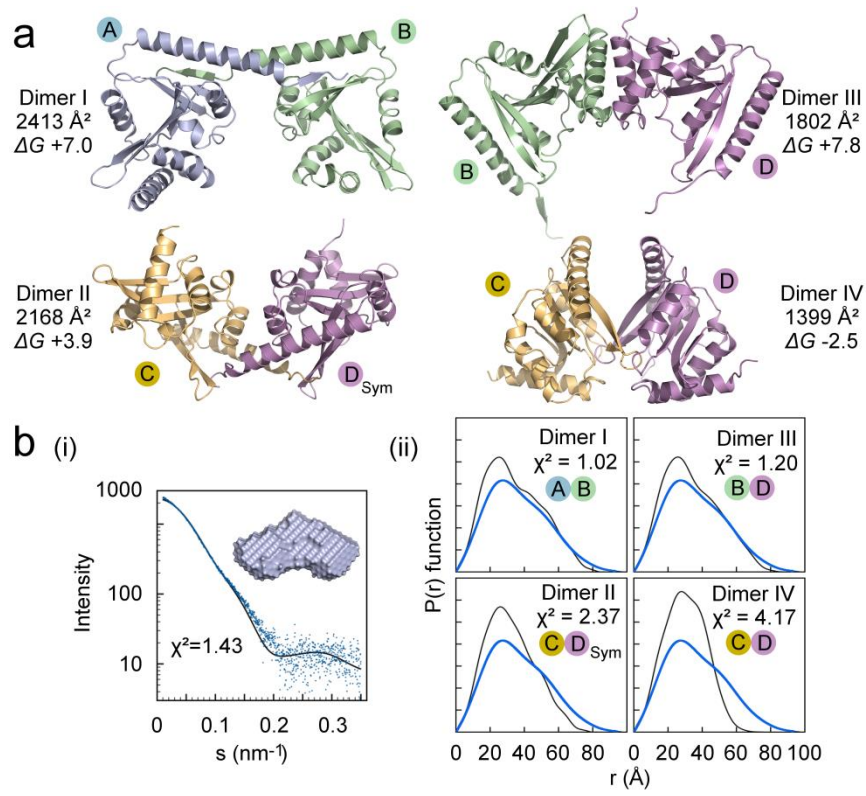 a
A
B
Dimer I
2413 Å²
ΔG +7.0
Dimer III
1802 Å²
ΔG +7.8
B
D
Dimer II
2168 Å²
ΔG +3.9
C
D Sym
C
D
Dimer IV
1399 Å²
ΔG -2.5
b (i)
1000
100
10
Intensity
χ²=1.43
0 0.1 0.2 0.3
s (nm⁻¹)
(ii)
P(r) function
Dimer I
χ² = 1.02
A B
Dimer III
χ² = 1.20
B D
Dimer II
χ² = 2.37
C D Sym
Dimer IV
χ² = 4.17
C D
0 20 40 60 80 0 20 40 60 80 100
r (Å)